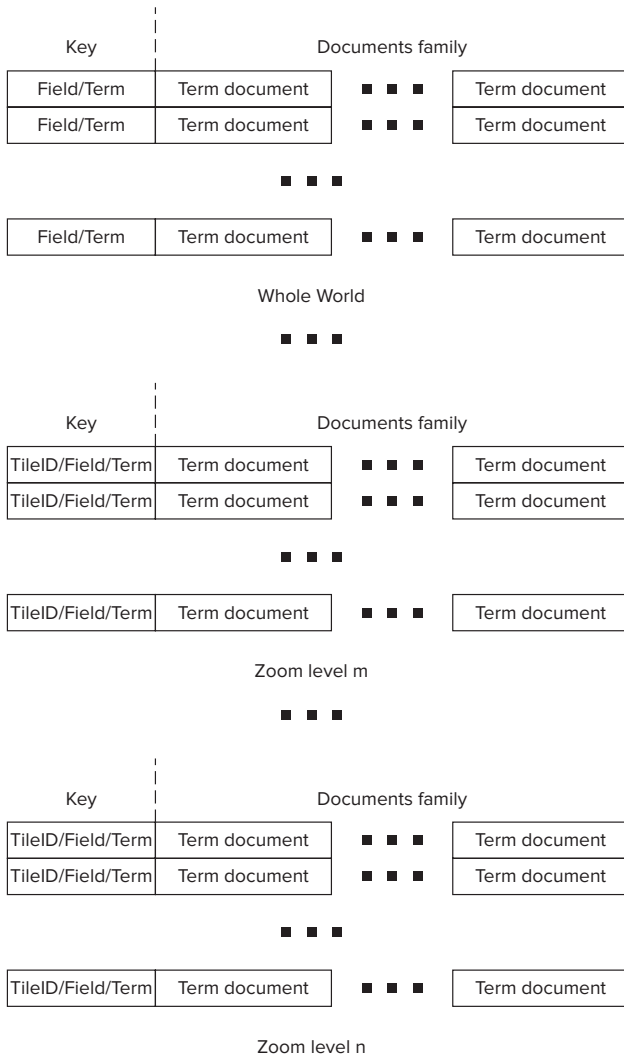 Key Documents family
Field/Term Term document Term document
Field/Term Term document Term document
Field/Term Term document Term document
Whole World
Key Documents family
TileID/Field/Term Term document Term document
TileID/Field/Term Term document Term document
TileID/Field/Term Term document Term document
Zoom level m
Key Documents family
TileID/Field/Term Term document Term document
TileID/Field/Term Term document Term document
TileID/Field/Term Term document Term document
Zoom level n